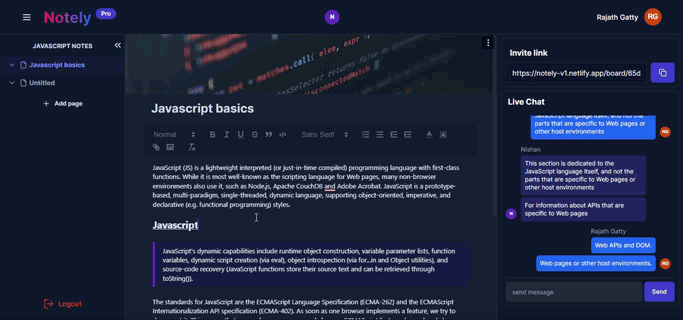 Notely Pro
N
Rajath Gatty RG
JAVASCRIPT NOTES
Javascript basics
Untitled
Add page
Logout
Javascript basics
Normal
Sans Serif
JavaScript (JS) is a lightweight interpreted (or just-in-time compiled) programming language with first-class
functions. While it is most well-known as the scripting language for Web pages, many non-browser
environments also use it, such as Node.js, Apache CouchDB and Adobe Acrobat. JavaScript is a prototype-
based, multi-paradigm, single-threaded, dynamic language, supporting object-oriented, imperative, and
declarative (e.g. functional programming) styles.
Javascript
JavaScript's dynamic capabilities include runtime object construction, variable parameter lists, function
variables, dynamic script creation (via eval), object introspection (via for...in and Object utilities), and
source-code recovery (JavaScript functions store their source text and can be retrieved through
toString()).
The standards for JavaScript are the ECMAScript Language Specification (ECMA-262) and the ECMAScript
Internationalization API specification (ECMA-402). As soon as one browser implements a feature, we try to
Invite link
https://notely-v1.netlify.app/board/65d
Live Chat
JavaScript language itself, and not the
parts that are specific to Web pages or
other host environments
RG
Nishan
This section is dedicated to the
JavaScript language itself, and not the
parts that are specific to Web pages or
other host environments
For information about APIs that are
specific to Web pages
N
Rajath Gatty
Web APIs and DOM.
Web pages or other host environments.
RG
send message
Send